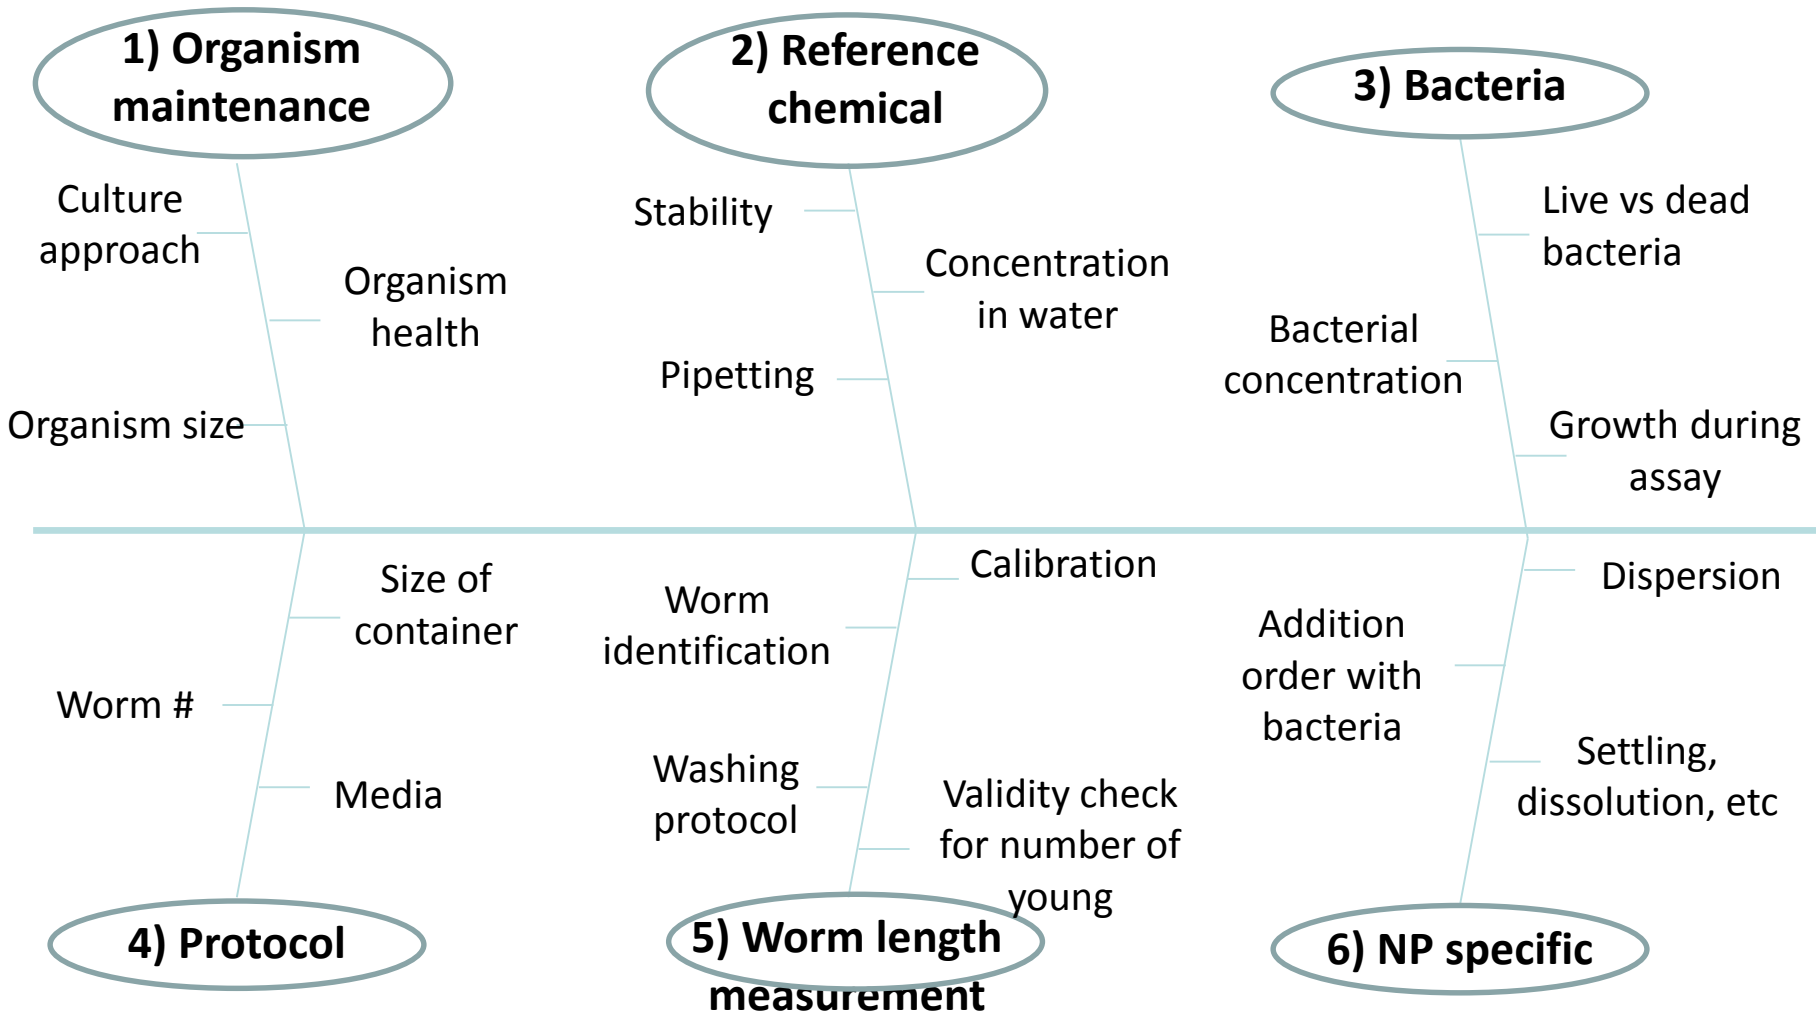 1) Organism
maintenance
2) Reference
chemical
3) Bacteria
Culture
approach
Organism
health
Organism size
Stability
Concentration
in water
Pipetting
Live vs dead
bacteria
Bacterial
concentration
Growth during
assay
Size of
container
Worm #
Media
Calibration
Worm
identification
Washing
protocol
Validity check
for number of
young
Dispersion
Addition
order with
bacteria
Settling,
dissolution, etc
4) Protocol
5) Worm length
measurement
6) NP specific